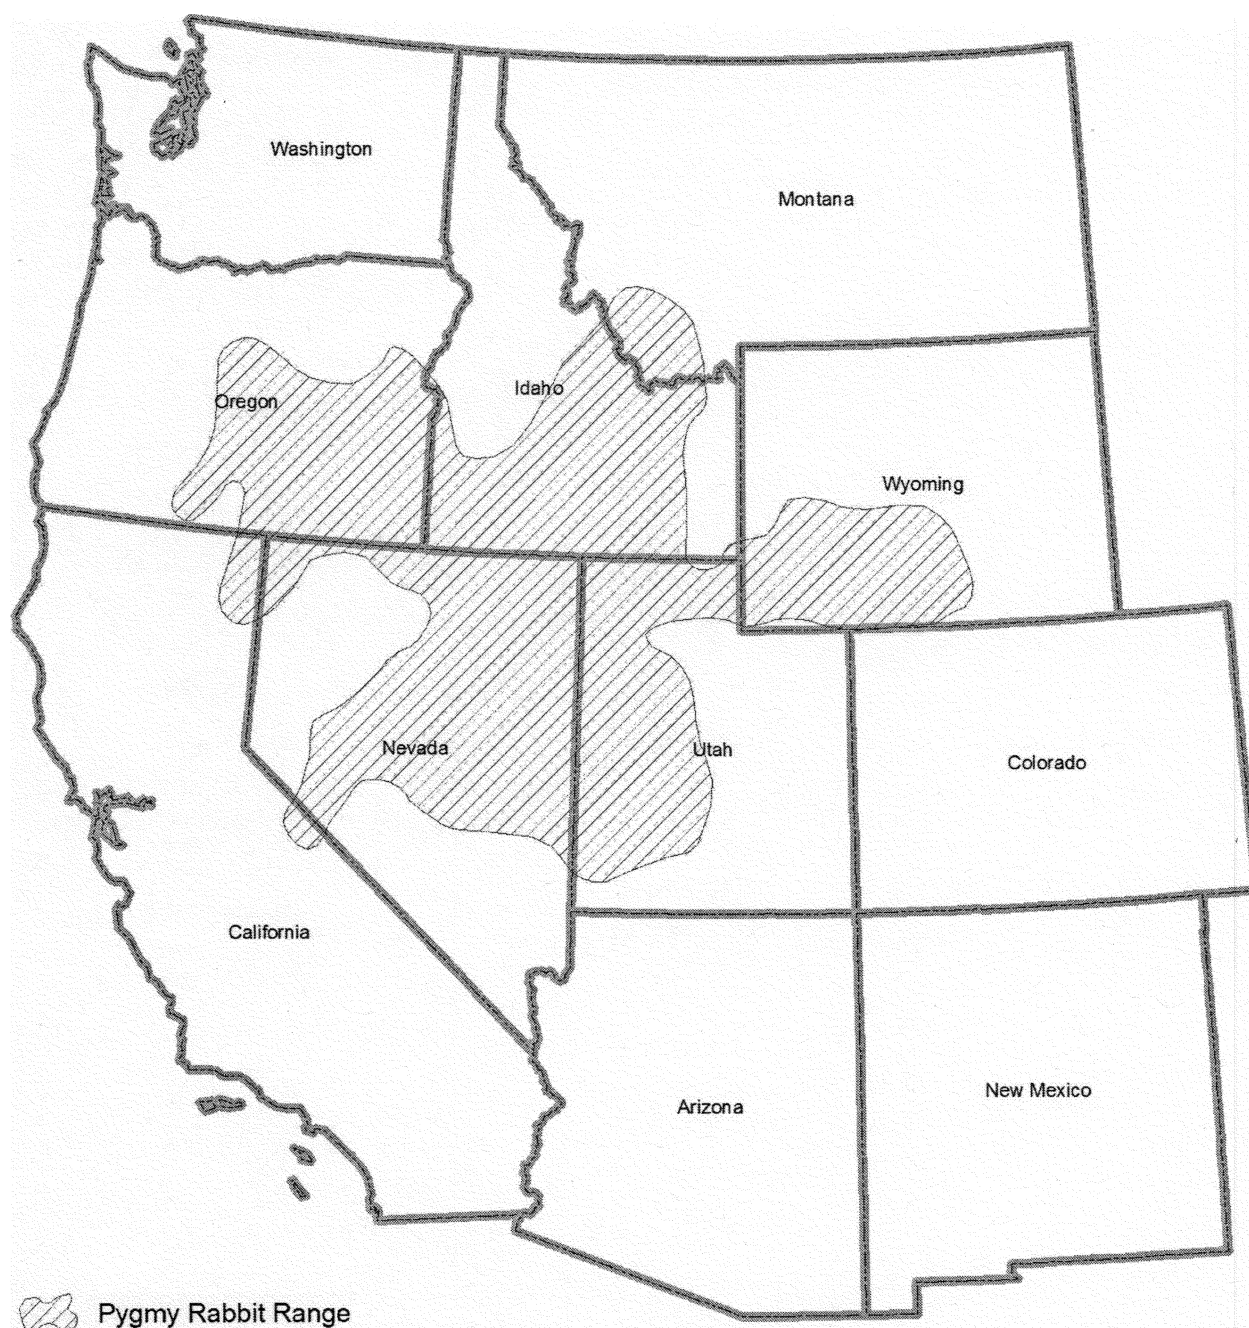 Washington
Montana
Idaho
Oregon
Wyoming
Nevada
Utah
Colorado
California
New Mexico
Arizona
Pygmy Rabbit Range